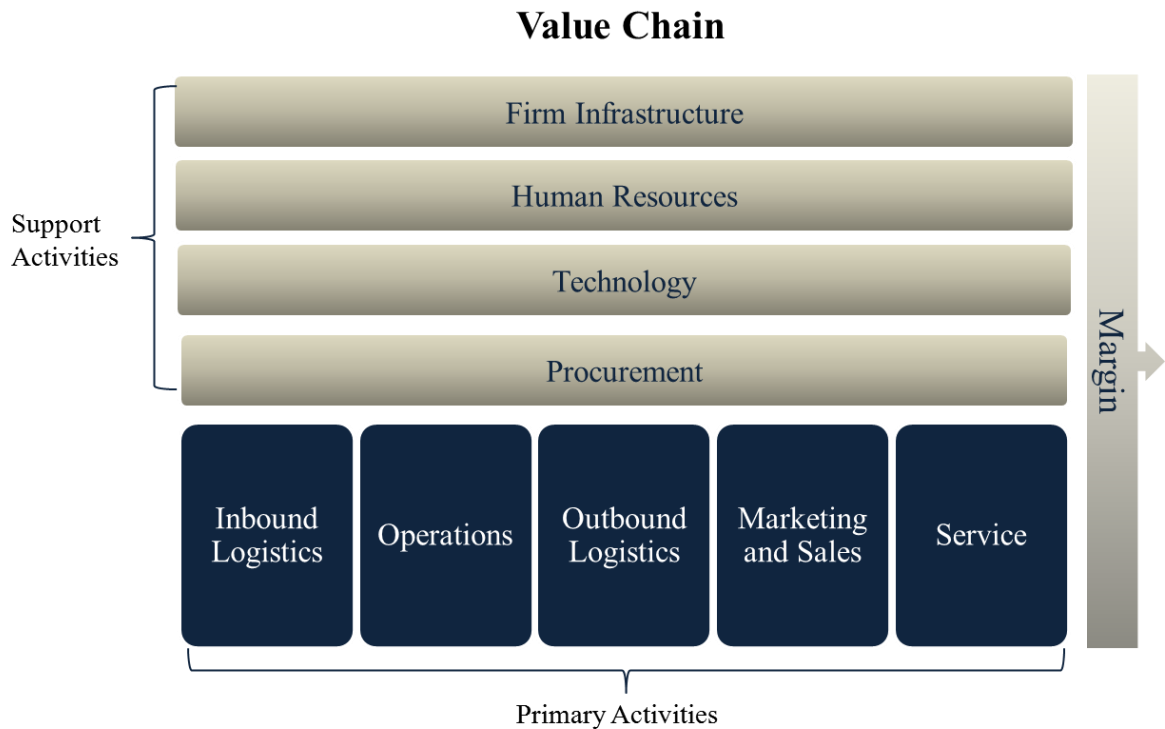 Value Chain
Firm Infrastructure
Human Resources
Support
Activities
Technology
Procurement
Margin
Inbound
Logistics
Operations
Outbound
Logistics
Marketing
and Sales
Service
Primary Activities